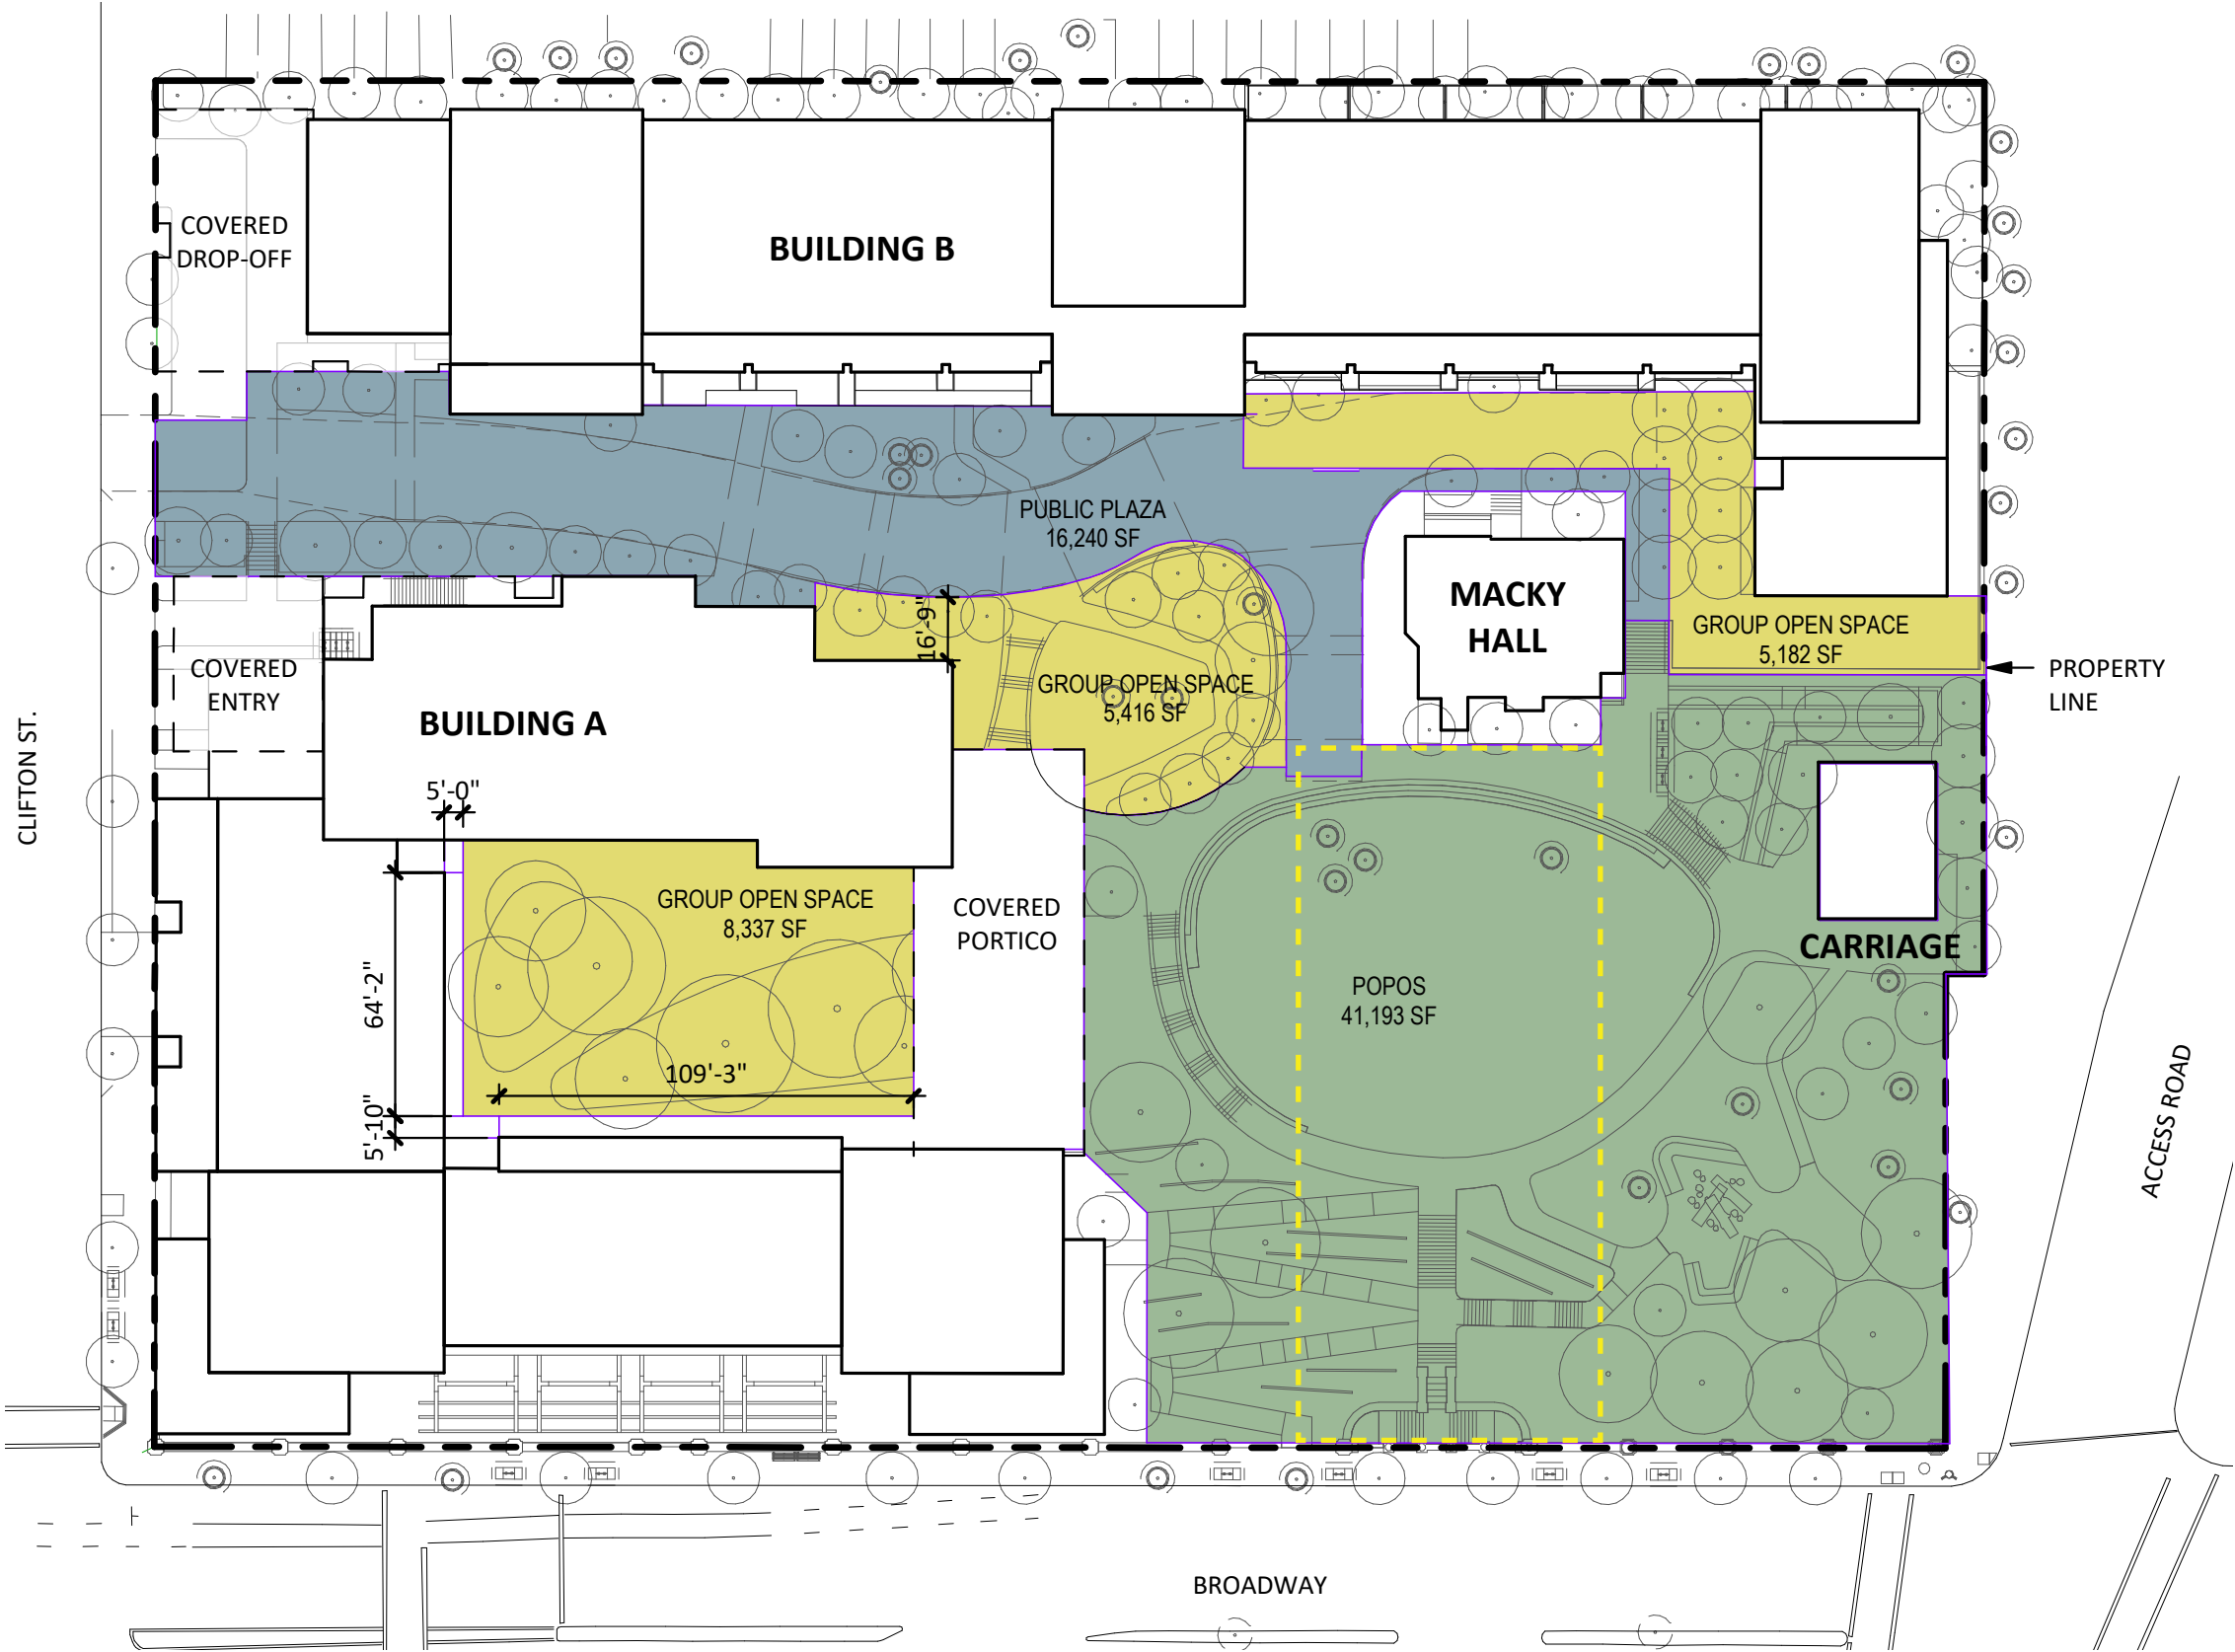 COVERED
DROP-OFF
BUILDING B
PUBLIC PLAZA
16,240 SF
MACKY
HALL
GROUP OPEN SPACE
5,182 SF
PROPERTY
LINE
COVERED
ENTRY
16'-9"
GROUP OPEN SPACE
5,416 SF
BUILDING A
CLIFTON ST.
5'-0"
GROUP OPEN SPACE
8,337 SF
COVERED
PORTICO
CARRIAGE
64'-2"
POPOS
41,193 SF
109'-3"
5'-10"
ACCESS ROAD
BROADWAY